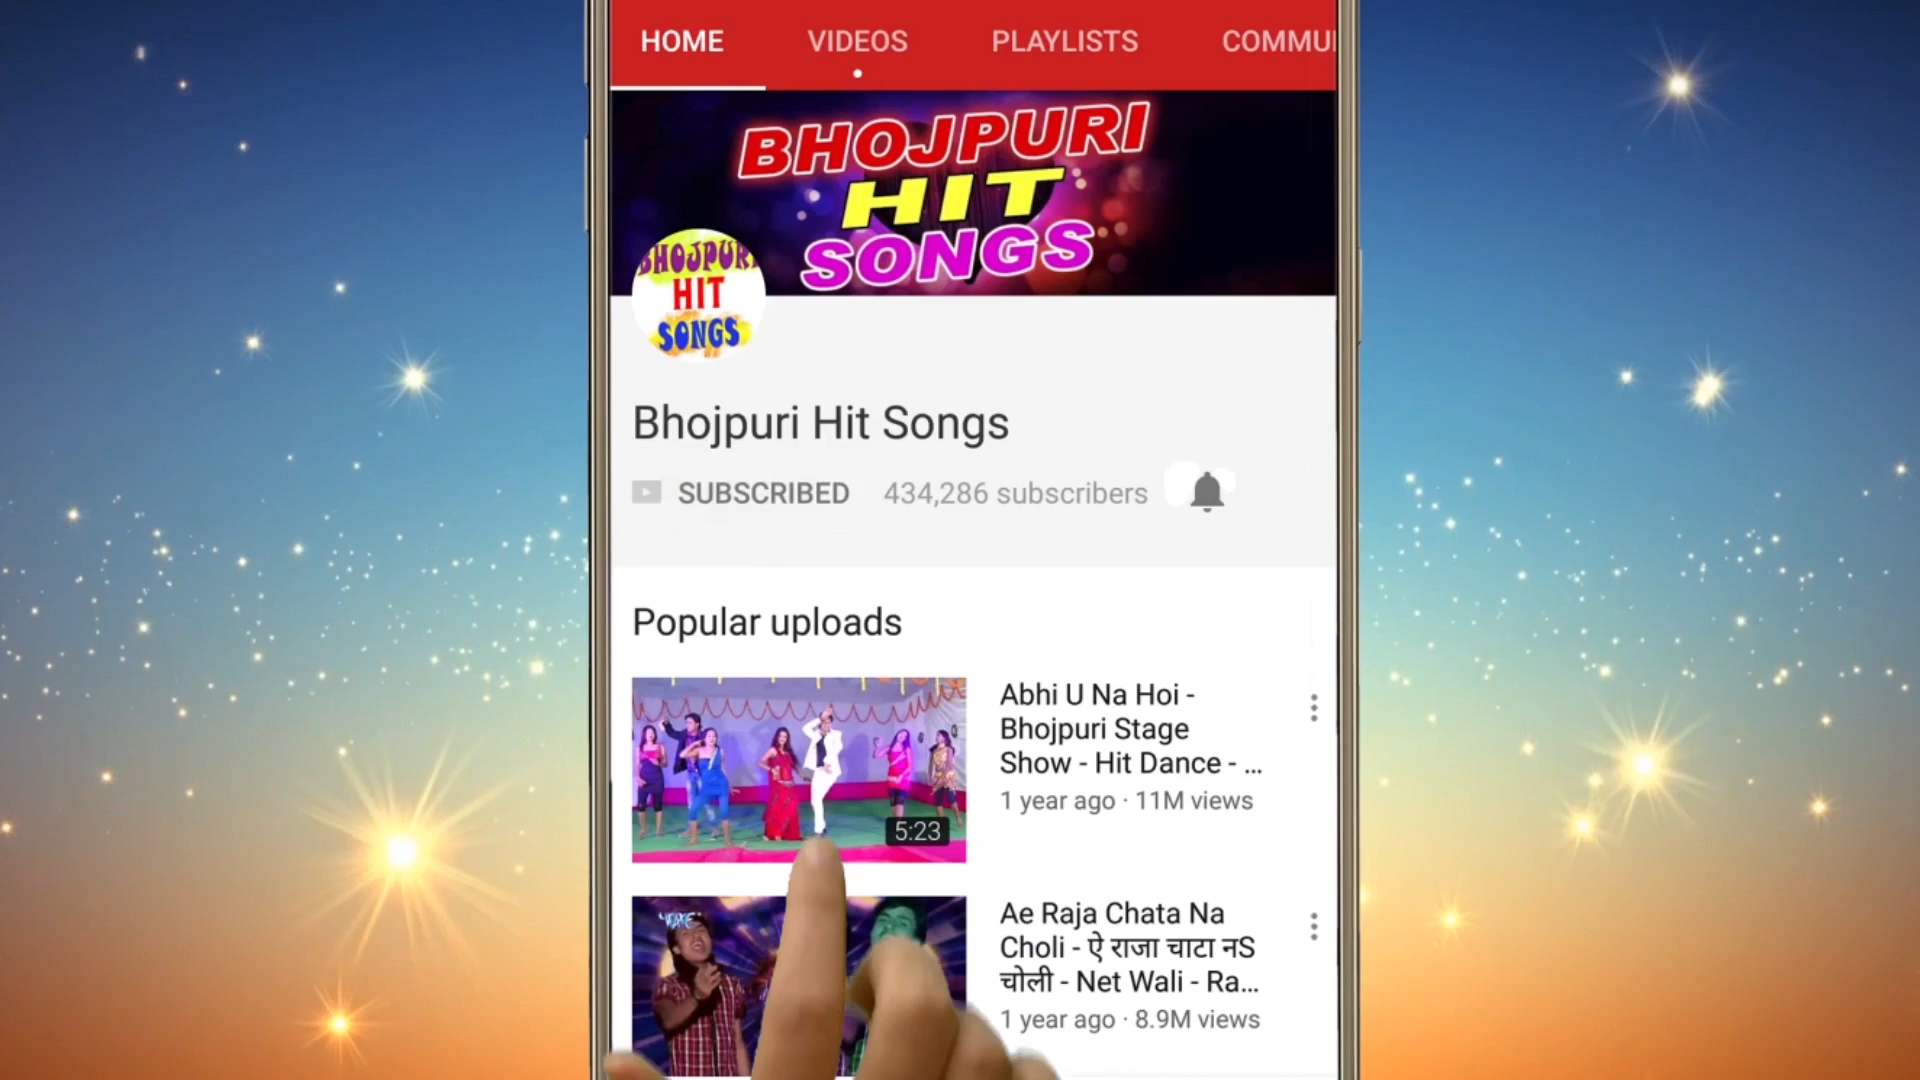 HOME VIDEOS PLAYLISTS COMMU
BHOJPURI
HIT
SONGS
BHOJPURI
HIT
SONGS
Bhojpuri Hit Songs
SUBSCRIBED 434,286 subscribers
Popular uploads
Abhi U Na Hoi -
Bhojpuri Stage
Show - Hit Dance - ...
1 year ago · 11M views
5:23
Ae Raja Chata Na
Choli - ऐ राजा चाटा नS
चोली - Net Wali - Ra...
1 year ago · 8.9M views